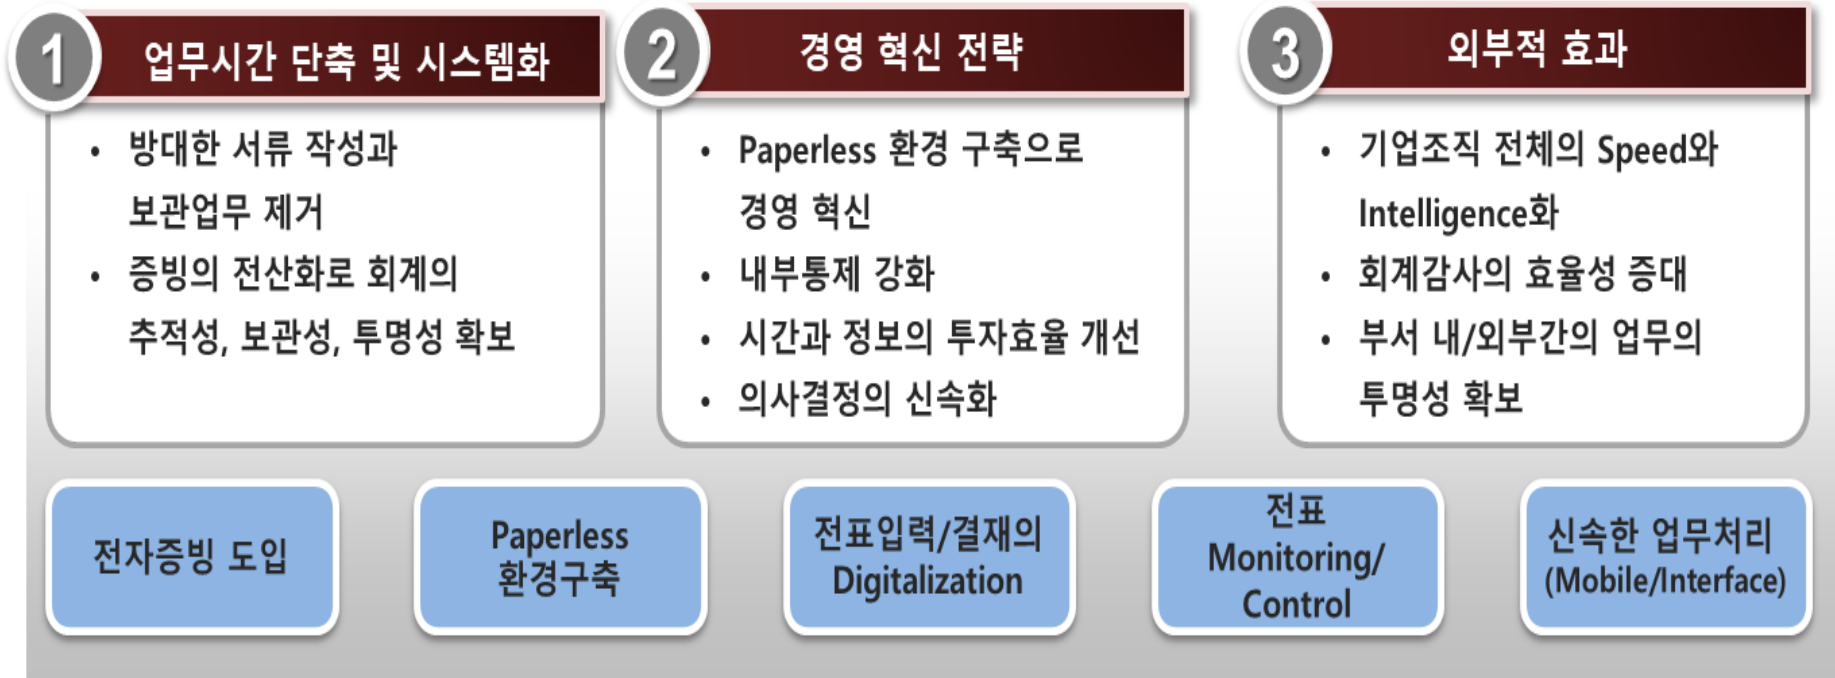 1
업무시간 단축 및 시스템화
• 방대한 서류 작성과
보관업무 제거
• 증빙의 전산화로 회계의
추적성, 보관성, 투명성 확보
2
경영 혁신 전략
• Paperless 환경 구축으로
경영 혁신
• 내부통제 강화
• 시간과 정보의 투자효율 개선
• 의사결정의 신속화
3
외부적 효과
• 기업조직 전체의 Speed와
Intelligence화
• 회계감사의 효율성 증대
• 부서 내/외부간의 업무의
투명성 확보
전자증빙 도입
Paperless
환경구축
전표입력/결재의
Digitalization
전표
Monitoring/
Control
신속한 업무처리
(Mobile/Interface)